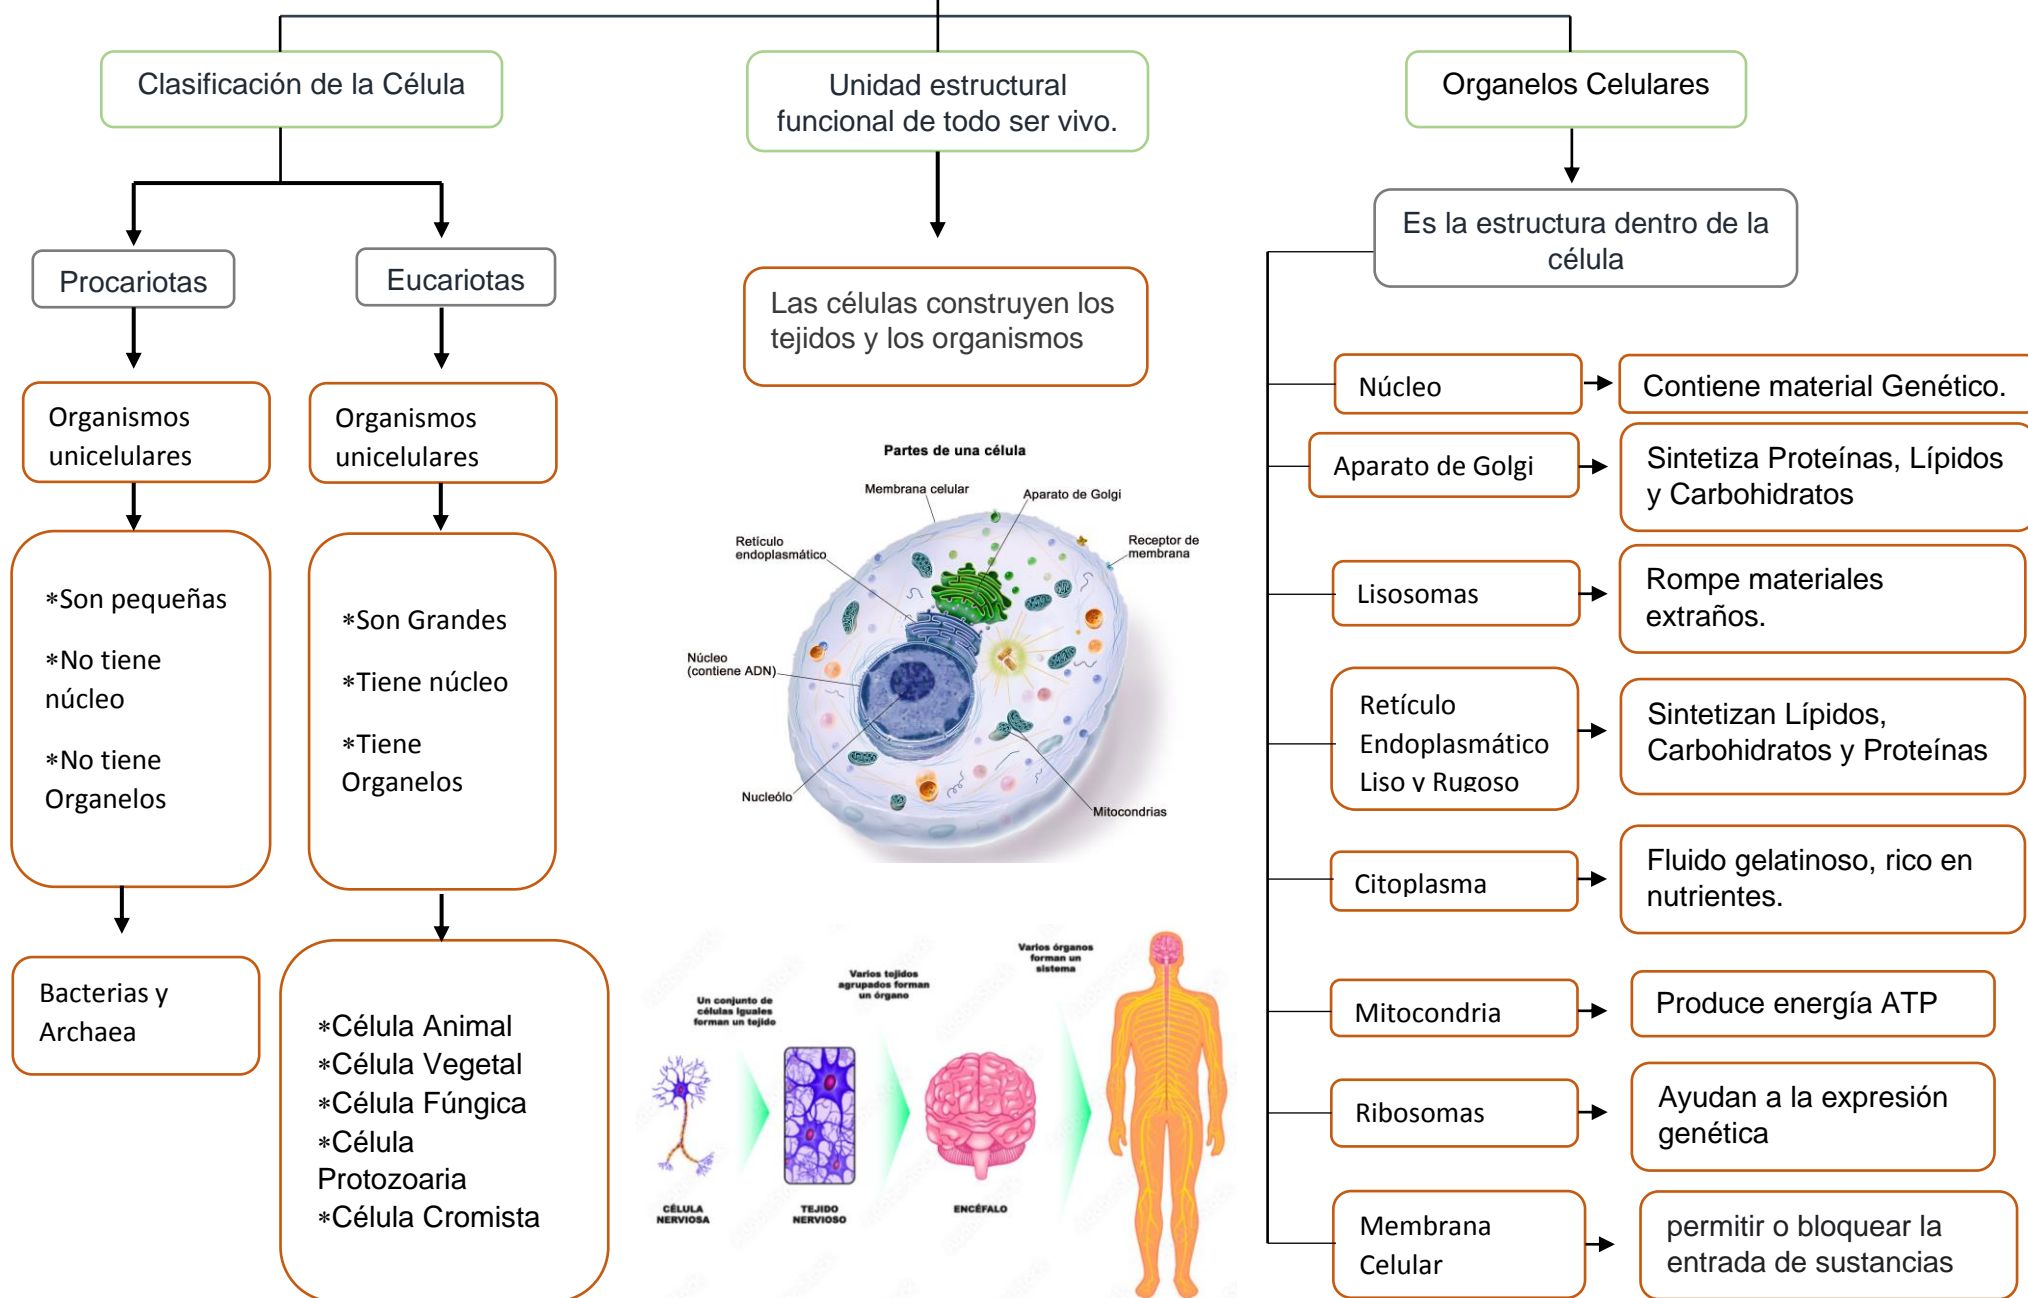 Clasificación de la Célula
Unidad estructural
funcional de todo ser vivo.
Organelos Celulares
Procariotas
Eucariotas
Organismos
unicelulares
Organismos
unicelulares
*Son pequeñas
*No tiene
núcleo
*No tiene
Organelos
*Son Grandes
*Tiene núcleo
*Tiene
Organelos
Bacterias y
Archaea
*Célula Animal
*Célula Vegetal
*Célula Fúngica
*Célula
Protozoaria
*Célula Cromista
Las células construyen los
tejidos y los organismos
Partes de una célula
Membrana celular
Aparato de Golgi
Retículo
endoplasmático
Receptor de
membrana
Núcleo
(contiene ADN)
Nucleólo
Mitocondrias
Un conjunto de
células iguales
forman un tejido
Varios tejidos
agrupados forman
un órgano
Varios órganos
forman un
sistema
CÉLULA
NERVIOSA
TEJIDO
NERVIOSO
ENCÉFALO
Es la estructura dentro de la
célula
Núcleo
Contiene material Genético.
Aparato de Golgi
Sintetiza Proteínas, Lípidos
y Carbohidratos
Lisosomas
Rompe materiales
extraños.
Retículo
Endoplasmático
Liso y Rugoso
Sintetizan Lípidos,
Carbohidratos y Proteínas
Citoplasma
Fluido gelatinoso, rico en
nutrientes.
Mitocondria
Produce energía ATP
Ribosomas
Ayudan a la expresión
genética
Membrana
Celular
permitir o bloquear la
entrada de sustancias